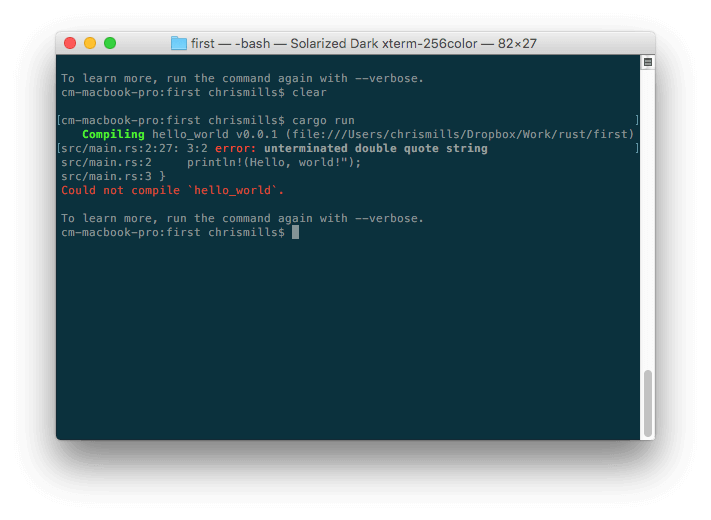 first — -bash — Solarized Dark xterm-256color — 82×27
To learn more, run the command again with --verbose.
cm-macbook-pro:first chrismills$ clear
[cm-macbook-pro:first chrismills$ cargo run ]
Compiling hello_world v0.0.1 (file:///Users/chrismills/Dropbox/Work/rust/first)
[src/main.rs:2:27: 3:2 error: unterminated double quote string ]
src/main.rs:2     println!(Hello, world!");
src/main.rs:3 }
Could not compile `hello_world`.
To learn more, run the command again with --verbose.
cm-macbook-pro:first chrismills$